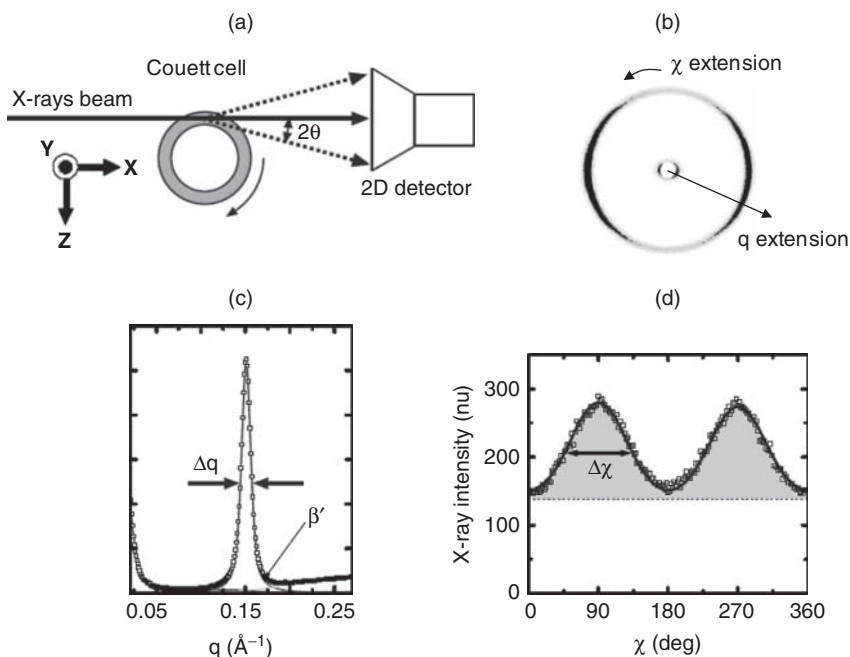 (a)
Couett cell
X-rays beam
2θ
Y
X
Z
2D detector
(b)
χ extension
q extension
(c)
Δq
β′
0.05 0.15 0.25
q (Å−1)
(d)
X-ray intensity (nu)
300
200
100
0
Δχ
0 90 180 270 360
χ (deg)